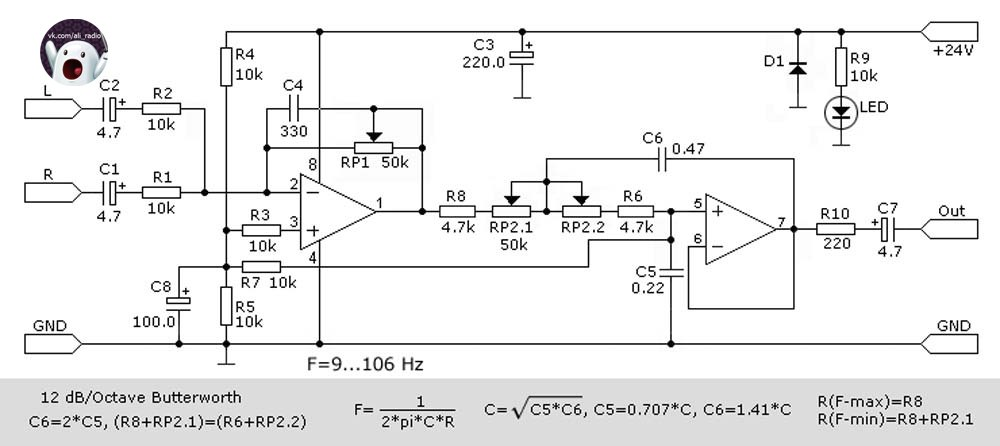 vk.com/ali_radio
+24V
R4
10k
C3
220.0
+
D1
R9
10k
LED
L
C2
+
4.7
R2
10k
C4
330
RP1 50k
R
C1
+
4.7
R1
10k
8
2
−
1
3
+
4
R3
10k
R7 10k
R8
4.7k
RP2.1
50k
RP2.2
R6
4.7k
C6 0.47
5
+
6
−
7
R10
220
C7
+
4.7
Out
C5
0.22
C8
+
100.0
R5
10k
GND
GND
F=9...106 Hz
12 dB/Octave Butterworth
C6=2*C5, (R8+RP2.1)=(R6+RP2.2)
F= 1
2*pi*C*R
C=√C5*C6, C5=0.707*C, C6=1.41*C
R(F-max)=R8
R(F-min)=R8+RP2.1